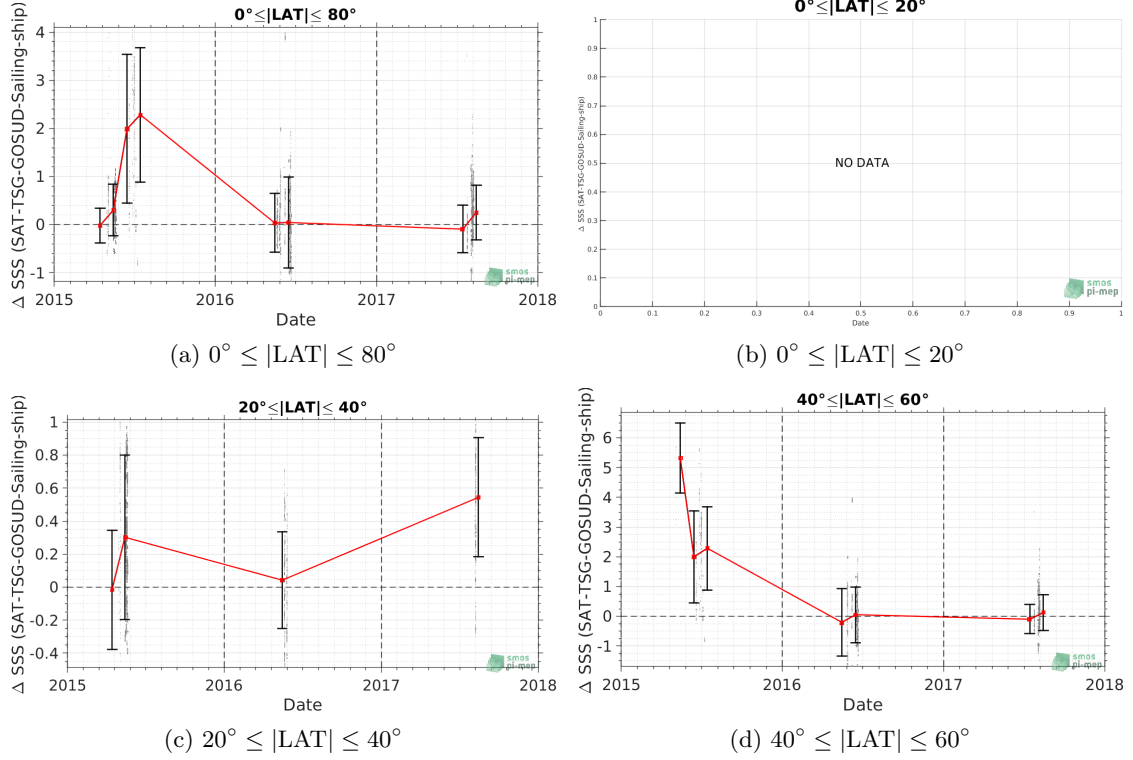 0°≤|LAT|≤ 80°
Δ SSS (SAT-TSG-GOSUD-Sailing-ship)
4
3
2
1
0
-1
2015 2016 2017 2018
Date
smos
pi-mep
(a) 0° ≤ |LAT| ≤ 80°
0°≤|LAT|≤ 20°
Δ SSS (SAT-TSG-GOSUD-Sailing-ship)
1
0.9
0.8
0.7
0.6
0.5
0.4
0.3
0.2
0.1
0
NO DATA
0 0.1 0.2 0.3 0.4 0.5 0.6 0.7 0.8 0.9 1
Date
smos
pi-mep
(b) 0° ≤ |LAT| ≤ 20°
20°≤|LAT|≤ 40°
Δ SSS (SAT-TSG-GOSUD-Sailing-ship)
1
0.8
0.6
0.4
0.2
0
-0.2
-0.4
2015 2016 2017 2018
Date
smos
pi-mep
(c) 20° ≤ |LAT| ≤ 40°
40°≤|LAT|≤ 60°
Δ SSS (SAT-TSG-GOSUD-Sailing-ship)
6
5
4
3
2
1
0
-1
2015 2016 2017 2018
Date
smos
pi-mep
(d) 40° ≤ |LAT| ≤ 60°